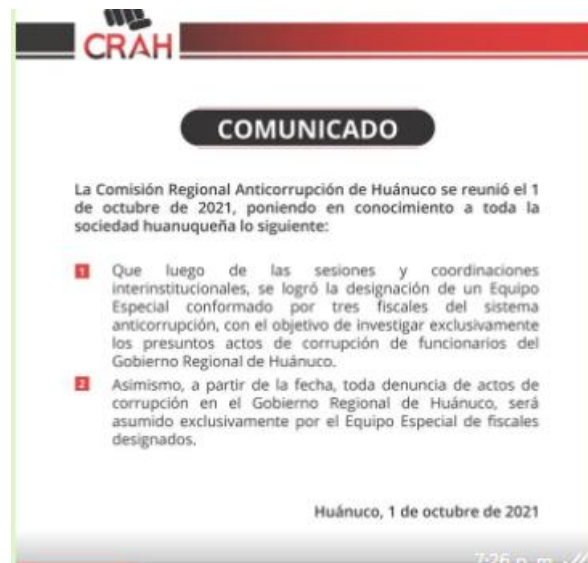 CRAH
COMUNICADO
La Comisión Regional Anticorrupción de Huánuco se reunió el 1
de octubre de 2021, poniendo en conocimiento a toda la
sociedad huanuqueña lo siguiente:
1 Que luego de las sesiones y coordinaciones
interinstitucionales, se logró la designación de un Equipo
Especial conformado por tres fiscales del sistema
anticorrupción, con el objetivo de investigar exclusivamente
los presuntos actos de corrupción de funcionarios del
Gobierno Regional de Huánuco.
2 Asimismo, a partir de la fecha, toda denuncia de actos de
corrupción en el Gobierno Regional de Huánuco, será
asumido exclusivamente por el Equipo Especial de fiscales
designados.
Huánuco, 1 de octubre de 2021
7:26 p. m.